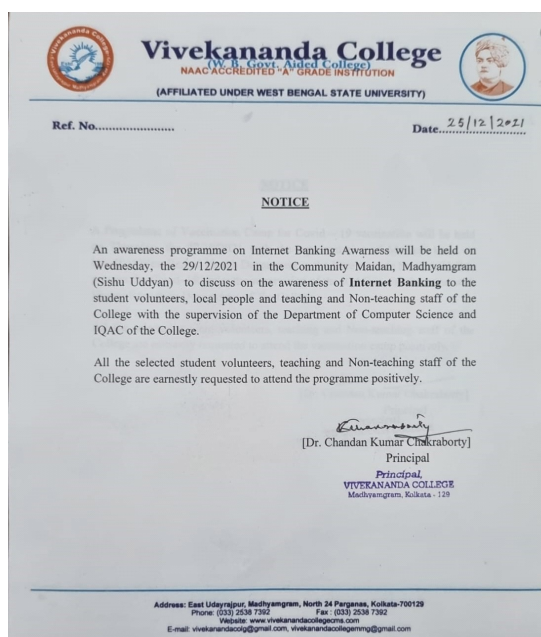 Vivekananda College
(W. B. Govt. Aided College)
NAAC ACCREDITED "A" GRADE INSTITUTION
(AFFILIATED UNDER WEST BENGAL STATE UNIVERSITY)
Ref. No.......................
Date.25/12/2021
NOTICE
An awareness programme on Internet Banking Awarness will be held on
Wednesday, the 29/12/2021 in the Community Maidan, Madhyamgram
(Sishu Uddyan) to discuss on the awareness of Internet Banking to the
student volunteers, local people and teaching and Non-teaching staff of the
College with the supervision of the Department of Computer Science and
IQAC of the College.
All the selected student volunteers, teaching and Non-teaching staff of the
College are earnestly requested to attend the programme positively.
[Dr. Chandan Kumar Chakraborty]
Principal
Principal,
VIVEKANANDA COLLEGE
Madhyamgram, Kolkata - 129
Address: East Udayrajpur, Madhyamgram, North 24 Parganas, Kolkata-700129
Phone: (033) 2538 7392 Fax : (033) 2538 7392
Website: www.vivekanandacollegecms.com
E-mail: vivekanandacolg@gmail.com, vivekanandacollegemmg@gmail.com